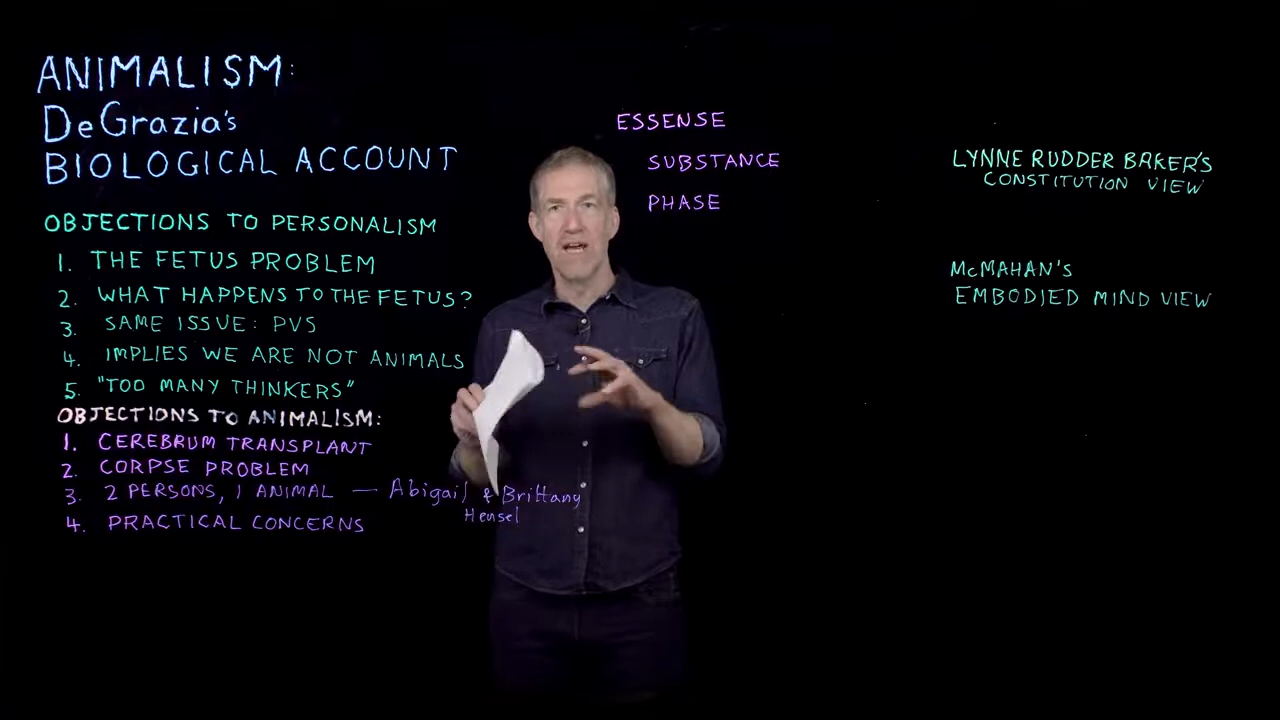 ANIMALISM:
DeGrazia's
BIOLOGICAL ACCOUNT
OBJECTIONS TO PERSONALISM
1. THE FETUS PROBLEM
2. WHAT HAPPENS TO THE FETUS?
3. SAME ISSUE: PVS
4. IMPLIES WE ARE NOT ANIMALS
5. "TOO MANY THINKERS"
OBJECTIONS TO ANIMALISM:
1. CEREBRUM TRANSPLANT
2. CORPSE PROBLEM
3. 2 PERSONS, 1 ANIMAL — Abigail & Brittany
Hensel
4. PRACTICAL CONCERNS
ESSENSE
SUBSTANCE
PHASE
LYNNE RUDDER BAKER'S
CONSTITUTION VIEW
McMAHAN'S
EMBODIED MIND VIEW